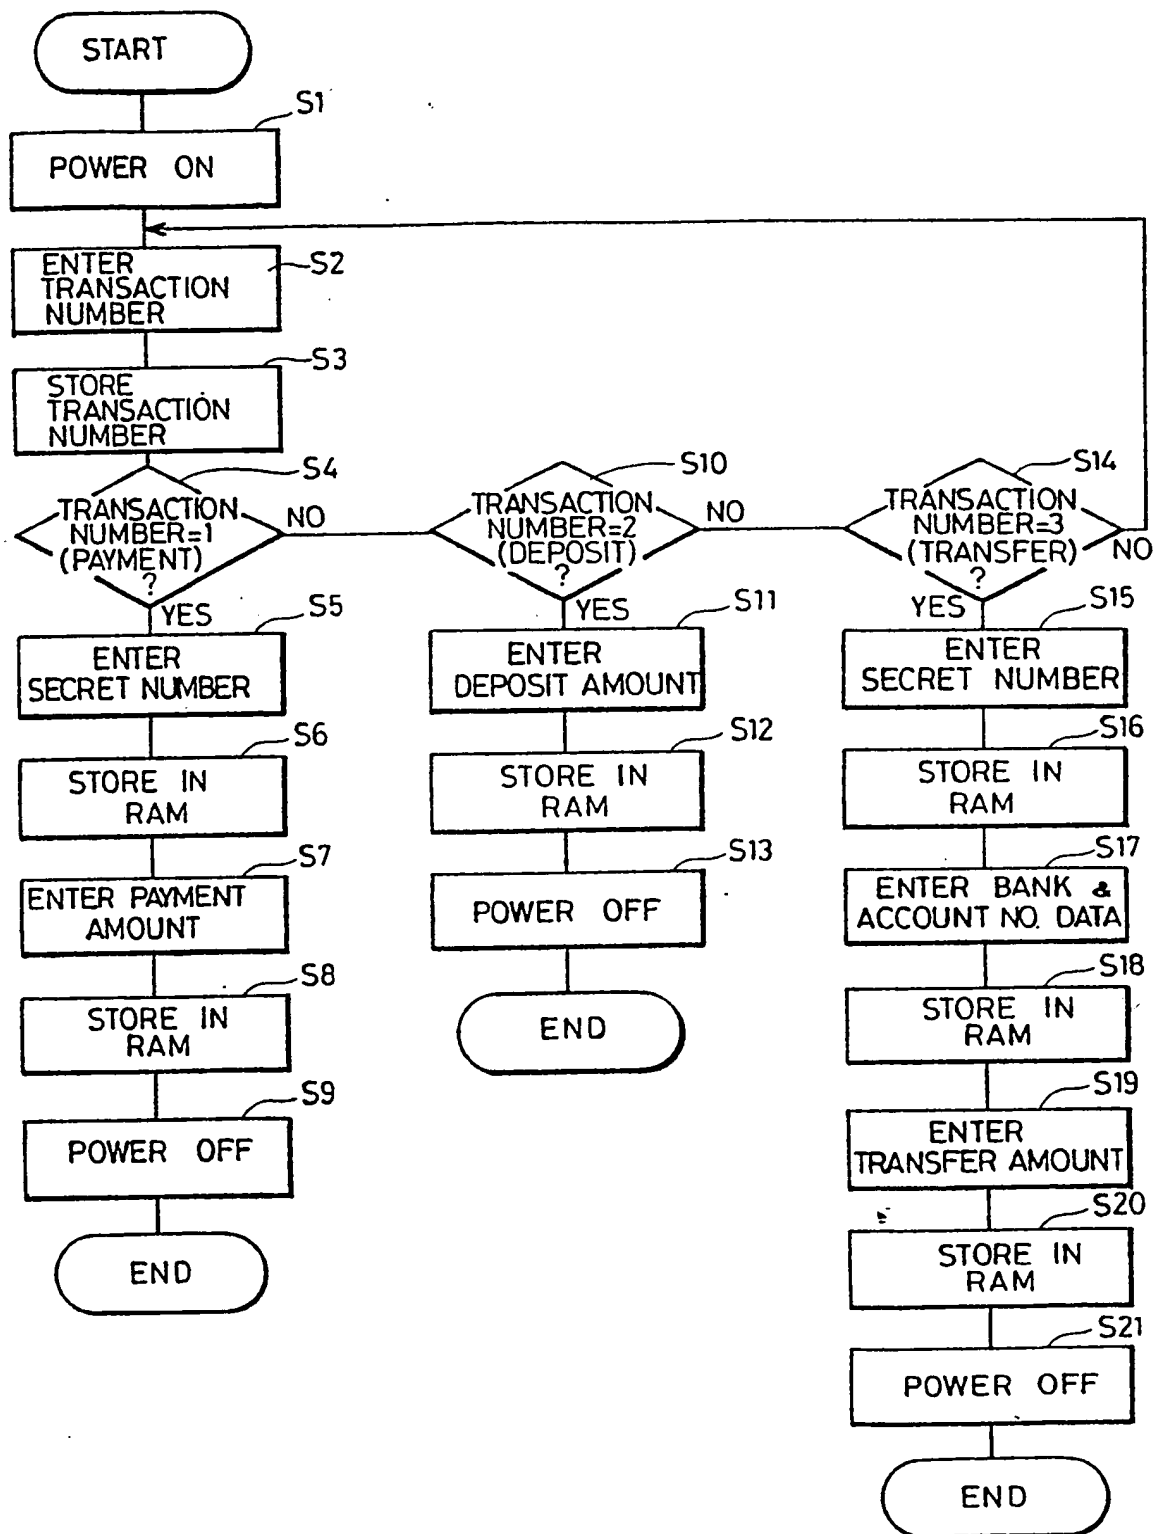 START
S1
POWER ON
S2
ENTER
TRANSACTION
NUMBER
S3
STORE
TRANSACTION
NUMBER
S4
TRANSACTION
NUMBER=1
(PAYMENT)
?
NO
YES
S5
ENTER
SECRET NUMBER
S6
STORE IN
RAM
S7
ENTER PAYMENT
AMOUNT
S8
STORE IN
RAM
S9
POWER OFF
END
S10
TRANSACTION
NUMBER=2
(DEPOSIT)
?
NO
YES
S11
ENTER
DEPOSIT AMOUNT
S12
STORE IN
RAM
S13
POWER OFF
END
S14
TRANSACTION
NUMBER=3
(TRANSFER)
?
NO
YES
S15
ENTER
SECRET NUMBER
S16
STORE IN
RAM
S17
ENTER BANK &
ACCOUNT NO. DATA
S18
STORE IN
RAM
S19
ENTER
TRANSFER AMOUNT
S20
STORE IN
RAM
S21
POWER OFF
END